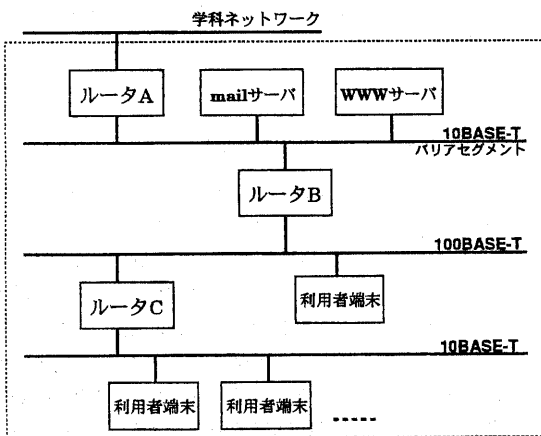 学科ネットワーク
ルータA
mailサーバ
WWWサーバ
10BASE-T
バリアセグメント
ルータB
100BASE-T
ルータC
利用者端末
10BASE-T
利用者端末
利用者端末